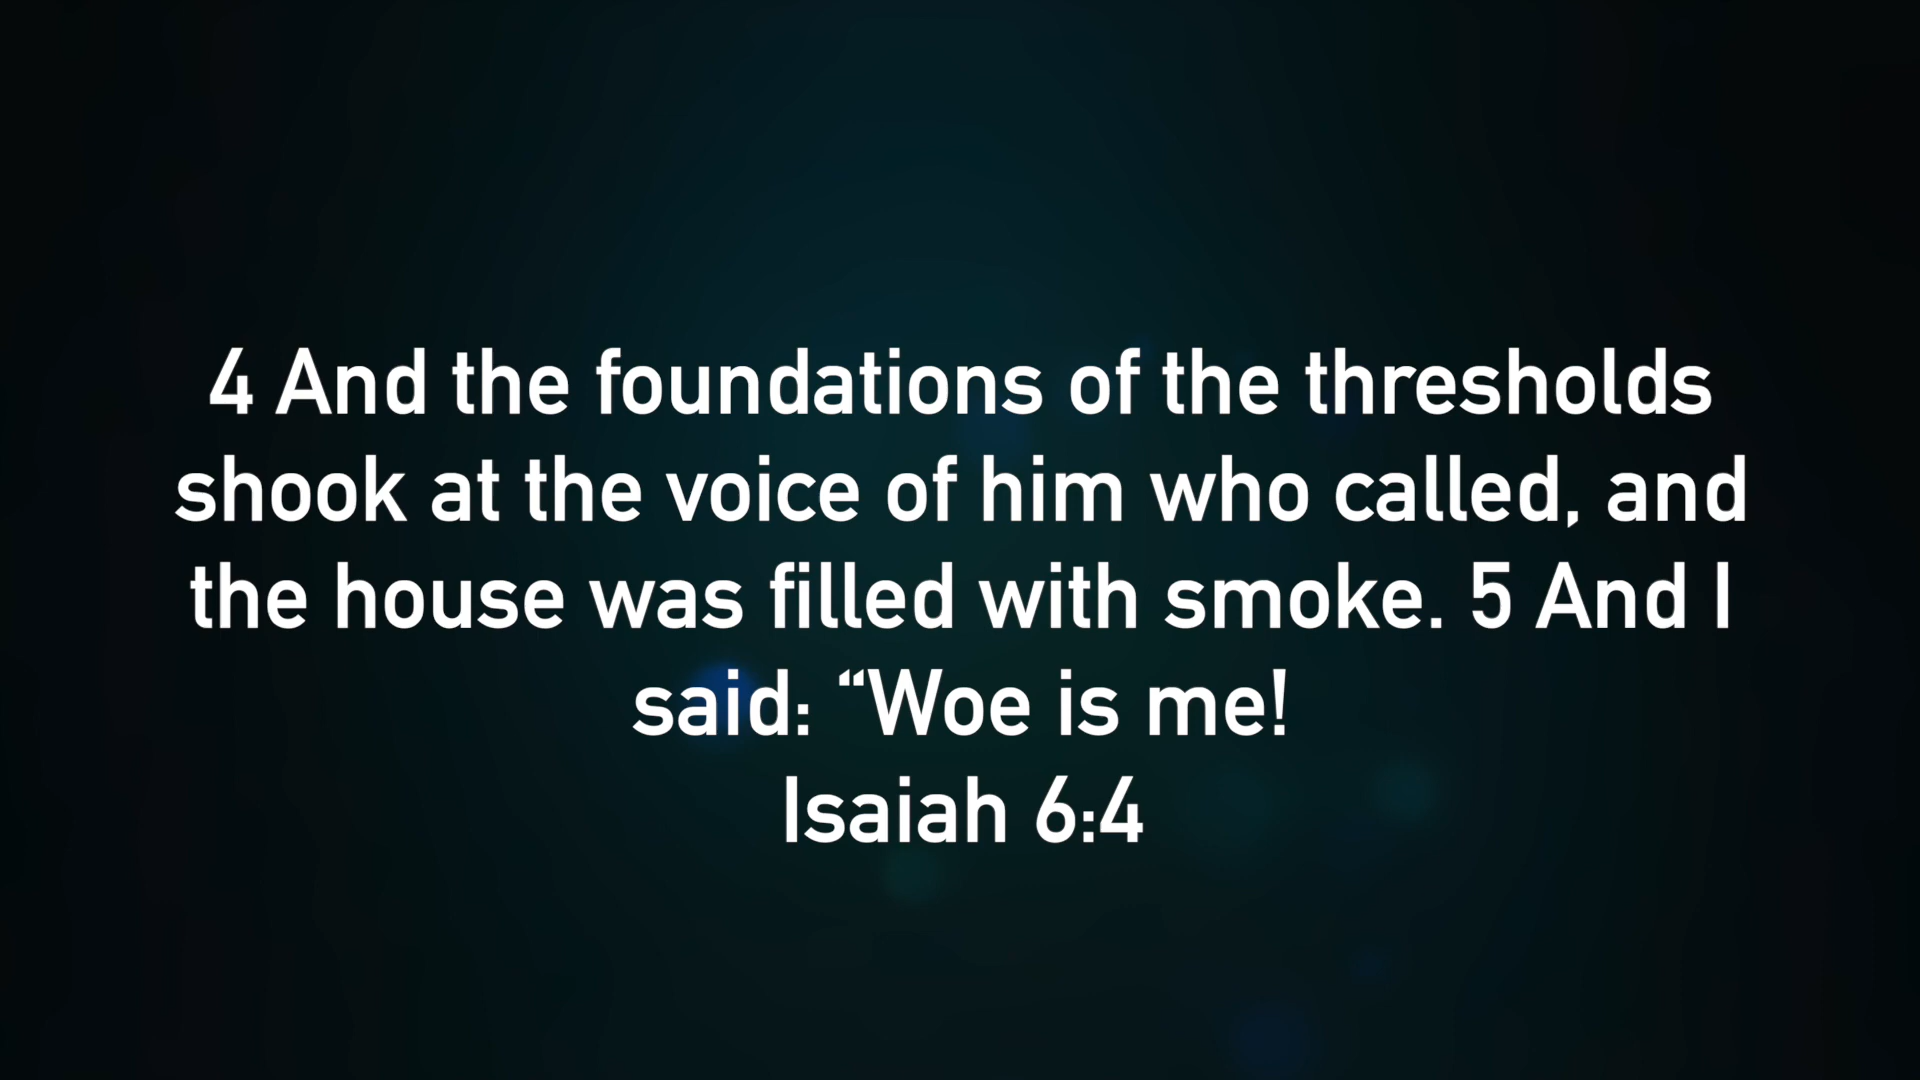 4 And the foundations of the thresholds
shook at the voice of him who called, and
the house was filled with smoke. 5 And I
said: “Woe is me!
Isaiah 6:4